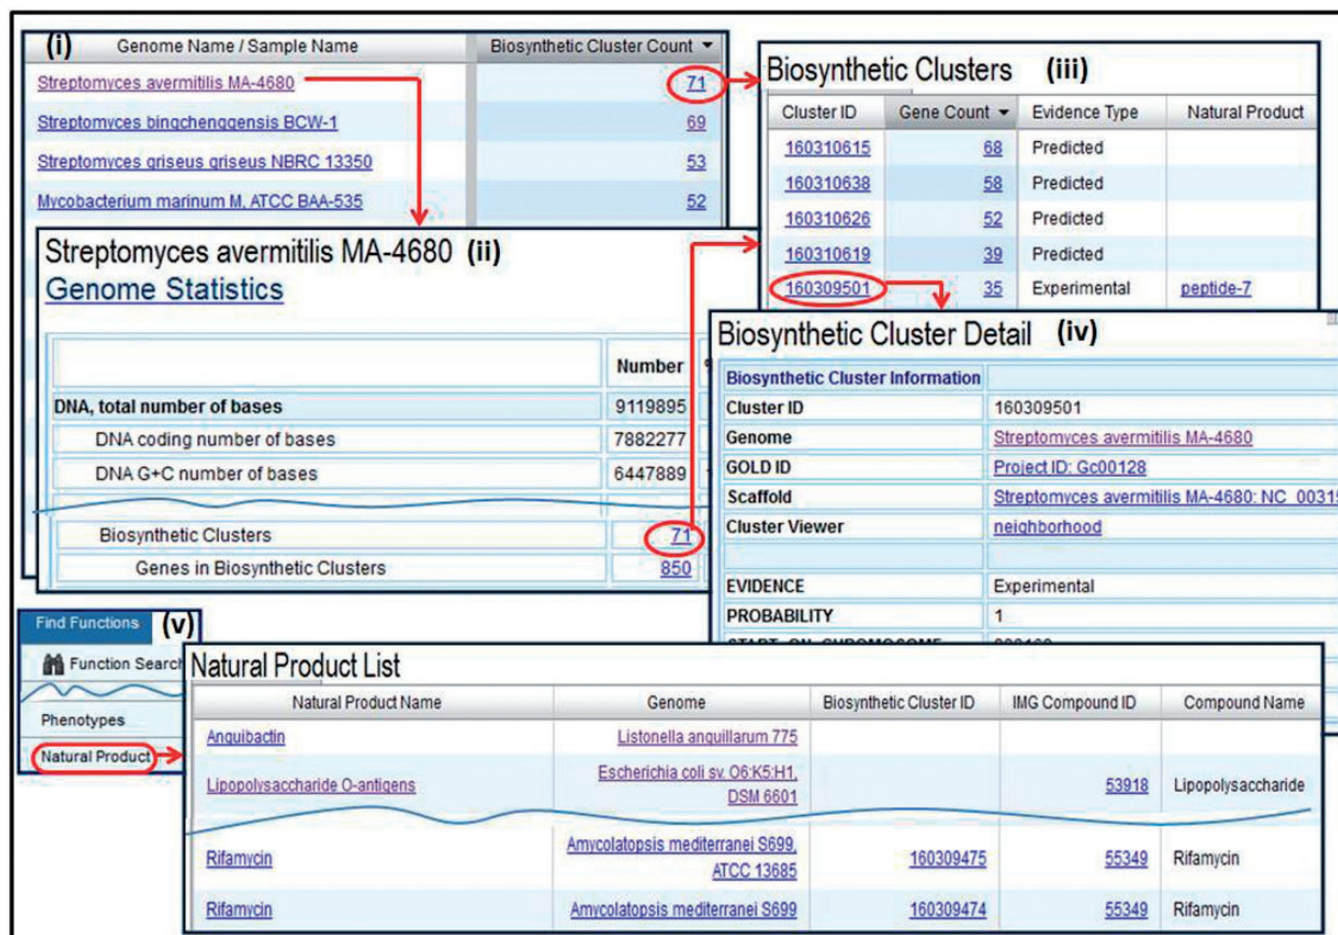 (i) Genome Name / Sample Name Biosynthetic Cluster Count
Streptomyces avermitilis MA-4680 71
Streptomyces bingchenggensis BCW-1 69
Streptomyces griseus griseus NBRC 13350 53
Mycobacterium marinum M, ATCC BAA-535 52
Streptomyces avermitilis MA-4680 (ii)
Genome Statistics
Number
DNA, total number of bases 9119895
DNA coding number of bases 7882277
DNA G+C number of bases 6447889
Biosynthetic Clusters 71
Genes in Biosynthetic Clusters 850
Biosynthetic Clusters (iii)
Cluster ID Gene Count Evidence Type Natural Product
160310615 68 Predicted
160310638 58 Predicted
160310626 52 Predicted
160310619 39 Predicted
160309501 35 Experimental peptide-7
Biosynthetic Cluster Detail (iv)
Biosynthetic Cluster Information
Cluster ID 160309501
Genome Streptomyces avermitilis MA-4680
GOLD ID Project ID: Gc00128
Scaffold Streptomyces avermitilis MA-4680: NC_00315
Cluster Viewer neighborhood
EVIDENCE Experimental
PROBABILITY 1
Find Functions (v)
Function Search
Phenotypes
Natural Product
Natural Product List
Natural Product Name Genome Biosynthetic Cluster ID IMG Compound ID Compound Name
Anguibactin Listonella anguillarum 775
Lipopolysaccharide O-antigens Escherichia coli sv. O6:K5:H1, DSM 6601 53918 Lipopolysaccharide
Rifamycin Amycolatopsis mediterranei S699, ATCC 13685 160309475 55349 Rifamycin
Rifamycin Amycolatopsis mediterranei S699 160309474 55349 Rifamycin